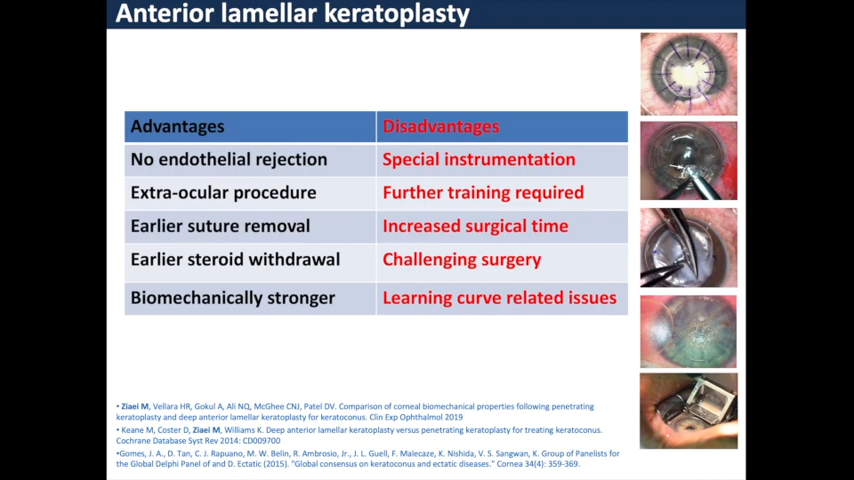 Anterior lamellar keratoplasty
Advantages Disadvantages
No endothelial rejection Special instrumentation
Extra-ocular procedure Further training required
Earlier suture removal Increased surgical time
Earlier steroid withdrawal Challenging surgery
Biomechanically stronger Learning curve related issues
• Ziaei M, Vellara HR, Gokul A, Ali NQ, McGhee CNJ, Patel DV. Comparison of corneal biomechanical properties following penetrating
keratoplasty and deep anterior lamellar keratoplasty for keratoconus. Clin Exp Ophthalmol 2019
• Keane M, Coster D, Ziaei M, Williams K. Deep anterior lamellar keratoplasty versus penetrating keratoplasty for treating keratoconus.
Cochrane Database Syst Rev 2014: CD009700
•Gomes, J. A., D. Tan, C. J. Rapuano, M. W. Belin, R. Ambrosio, Jr., J. L. Guell, F. Malecaze, K. Nishida, V. S. Sangwan, K. Group of Panelists for
the Global Delphi Panel of and D. Ectatic (2015). "Global consensus on keratoconus and ectatic diseases." Cornea 34(4): 359-369.